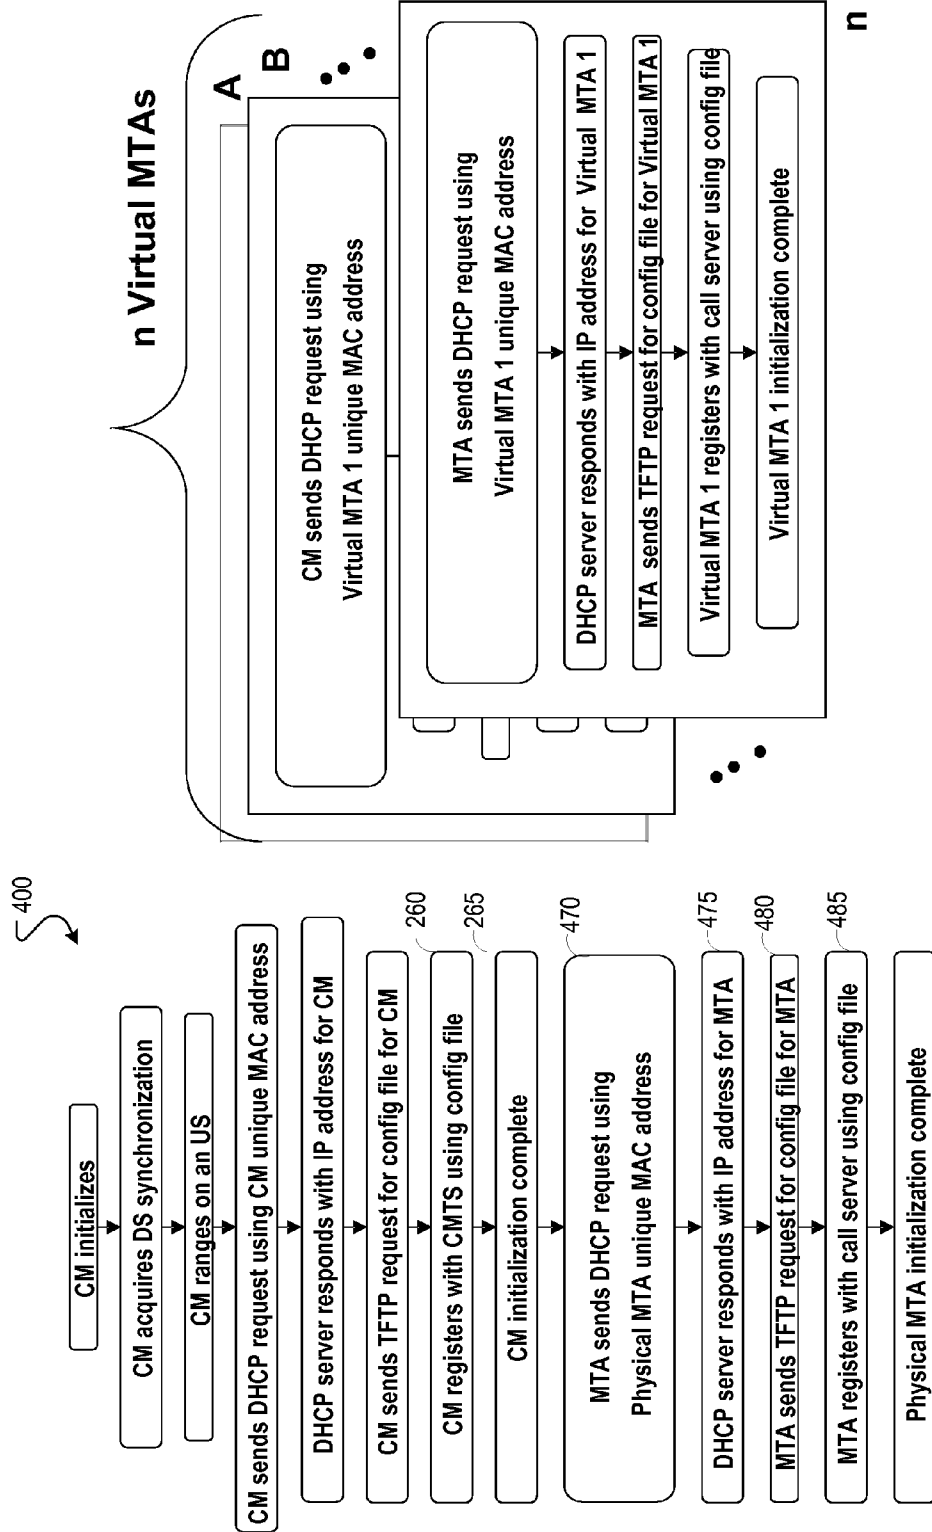 400
CM initializes
CM acquires DS synchronization
CM ranges on an US
CM sends DHCP request using CM unique MAC address
DHCP server responds with IP address for CM
CM sends TFTP request for config file for CM
260
CM registers with CMTS using config file
265
CM initialization complete
470
MTA sends DHCP request using
Physical MTA unique MAC address
475
DHCP server responds with IP address for MTA
480
MTA sends TFTP request for config file for MTA
485
MTA registers with call server using config file
Physical MTA initialization complete
n Virtual MTAs
A
B
CM sends DHCP request using
Virtual MTA 1 unique MAC address
MTA sends DHCP request using
Virtual MTA 1 unique MAC address
DHCP server responds with IP address for Virtual MTA 1
MTA sends TFTP request for config file for Virtual MTA 1
Virtual MTA 1 registers with call server using config file
Virtual MTA 1 initialization complete
n